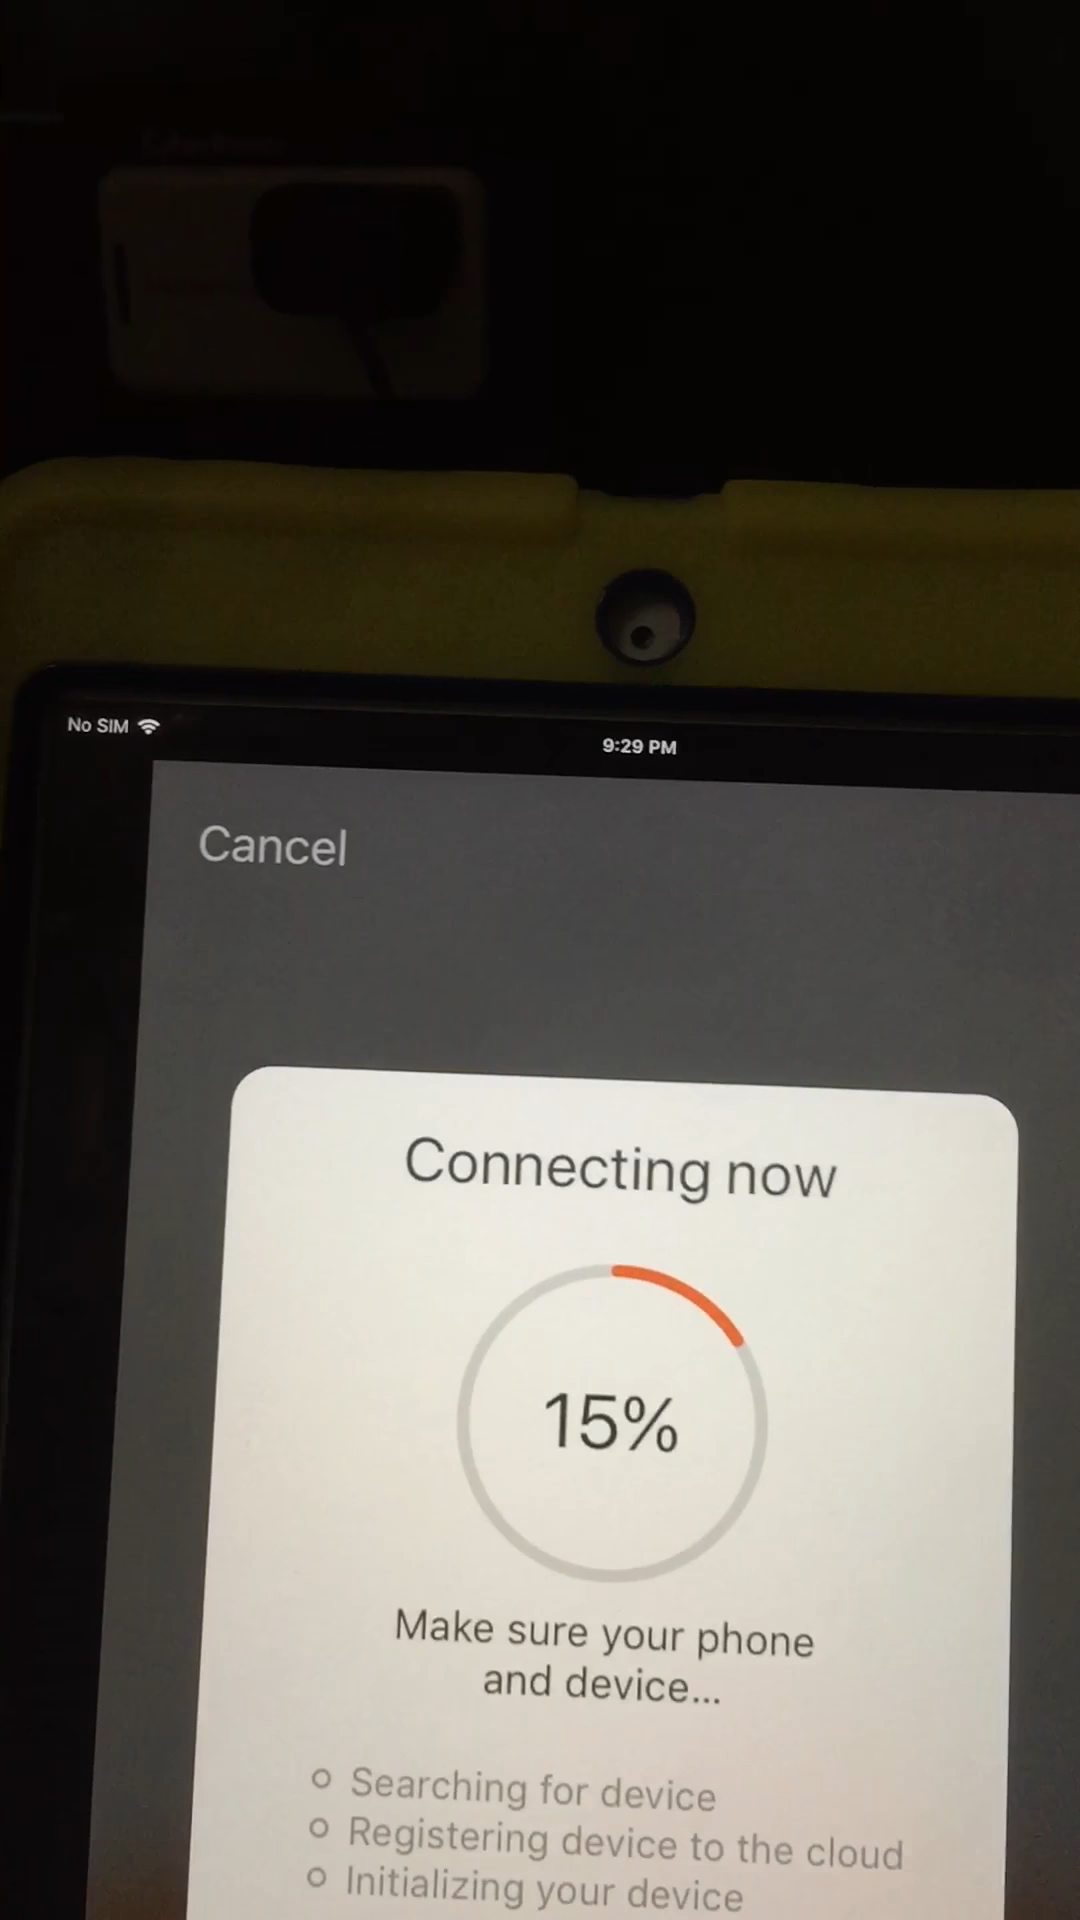 No SIM
9:29 PM
Cancel
Connecting now
15%
Make sure your phone
and device...
Searching for device
Registering device to the cloud
Initializing your device